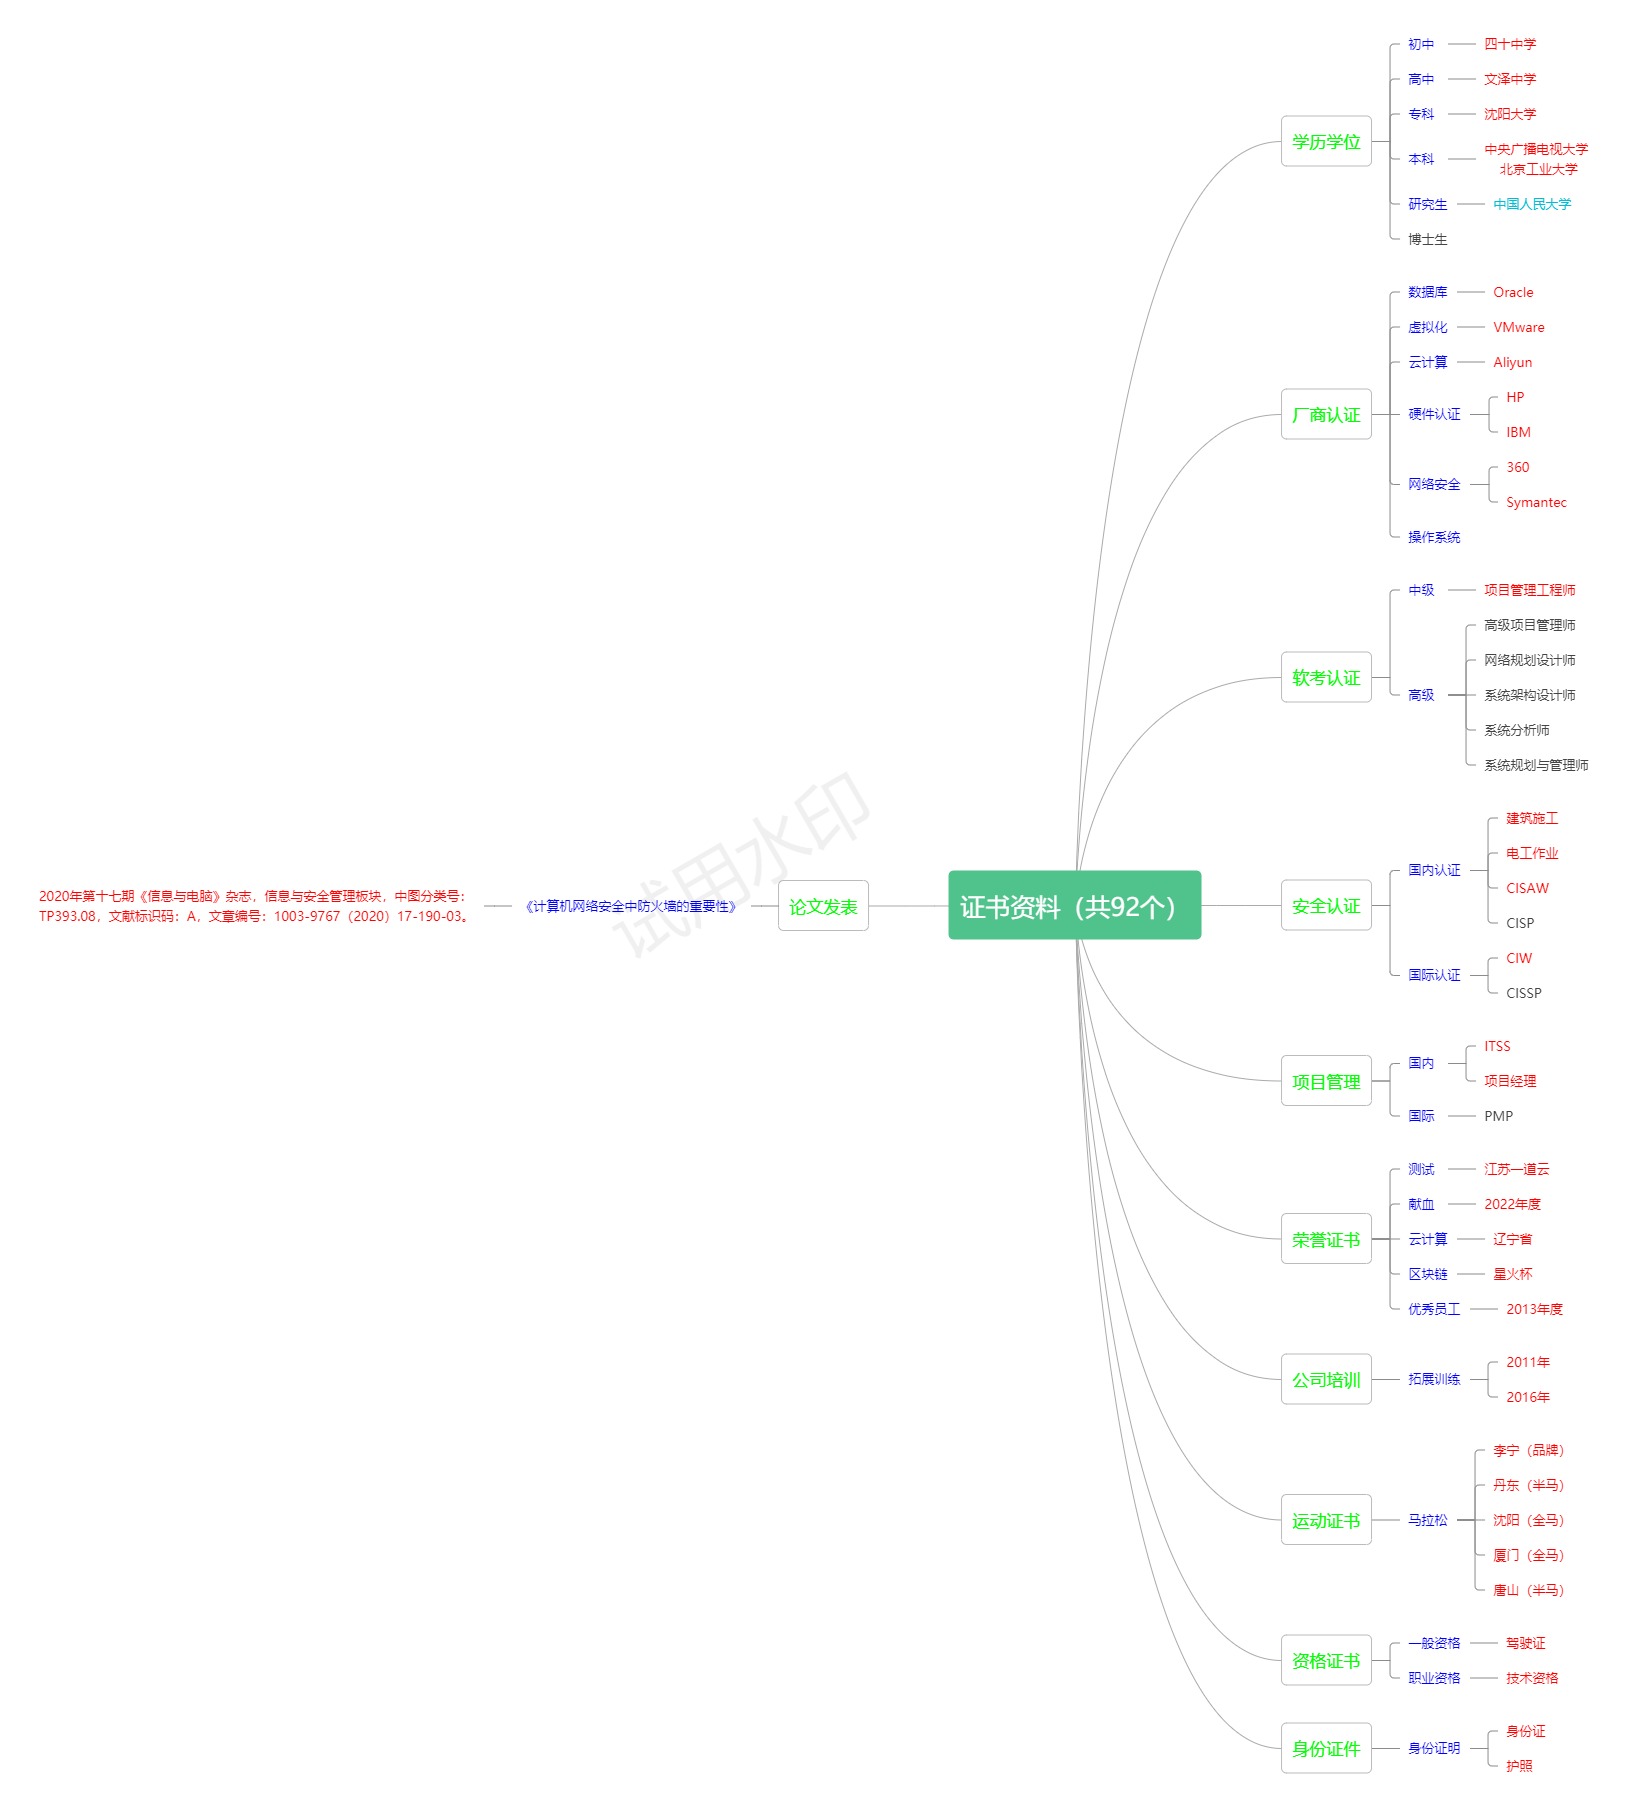 证书资料（共92个）
学历学位
初中
四十中学
高中
文泽中学
专科
沈阳大学
本科
中央广播电视大学
北京工业大学
研究生
中国人民大学
博士生
厂商认证
数据库
Oracle
虚拟化
VMware
云计算
Aliyun
硬件认证
HP
IBM
网络安全
360
Symantec
操作系统
软考认证
中级
项目管理工程师
高级
高级项目管理师
网络规划设计师
系统架构设计师
系统分析师
系统规划与管理师
安全认证
国内认证
建筑施工
电工作业
CISAW
CISP
国际认证
CIW
CISSP
项目管理
国内
ITSS
项目经理
国际
PMP
荣誉证书
测试
江苏一道云
献血
2022年度
云计算
辽宁省
区块链
星火杯
优秀员工
2013年度
公司培训
拓展训练
2011年
2016年
运动证书
马拉松
李宁（品牌）
丹东（半马）
沈阳（全马）
厦门（全马）
唐山（半马）
资格证书
一般资格
驾驶证
职业资格
技术资格
身份证件
身份证明
身份证
护照
论文发表
《计算机网络安全中防火墙的重要性》
2020年第十七期《信息与电脑》杂志，信息与安全管理板块，中图分类号：
TP393.08，文献标识码：A，文章编号：1003-9767（2020）17-190-03。
试用水印